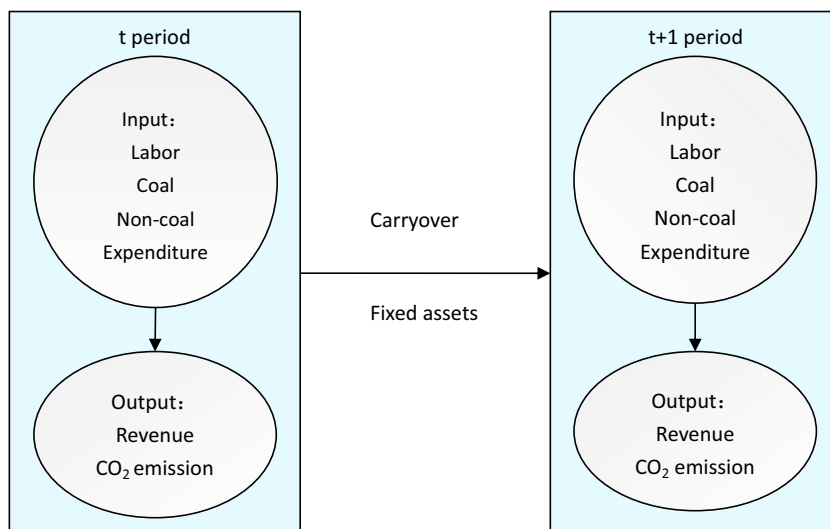 t period
Input：
Labor
Coal
Non-coal
Expenditure
Output：
Revenue
CO₂ emission
Carryover
Fixed assets
t+1 period
Input：
Labor
Coal
Non-coal
Expenditure
Output：
Revenue
CO₂ emission